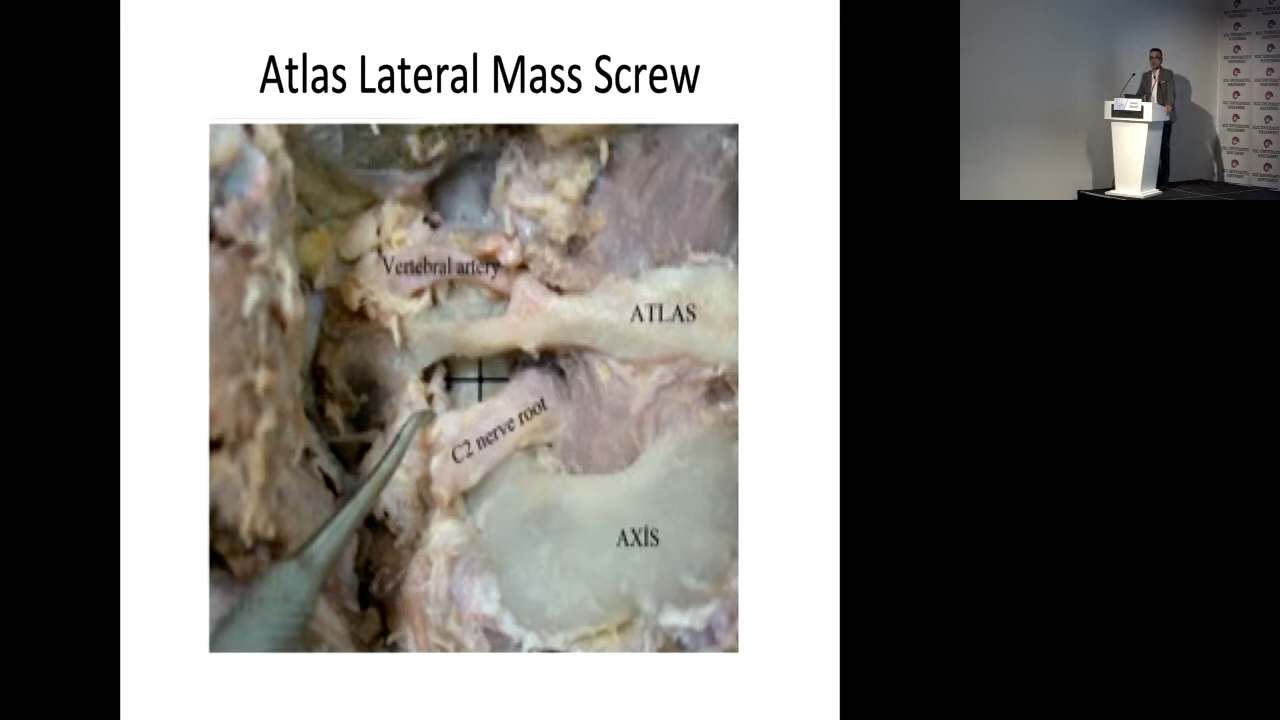 Atlas Lateral Mass Screw
Vertebral artery
ATLAS
C2 nerve root
AXİS